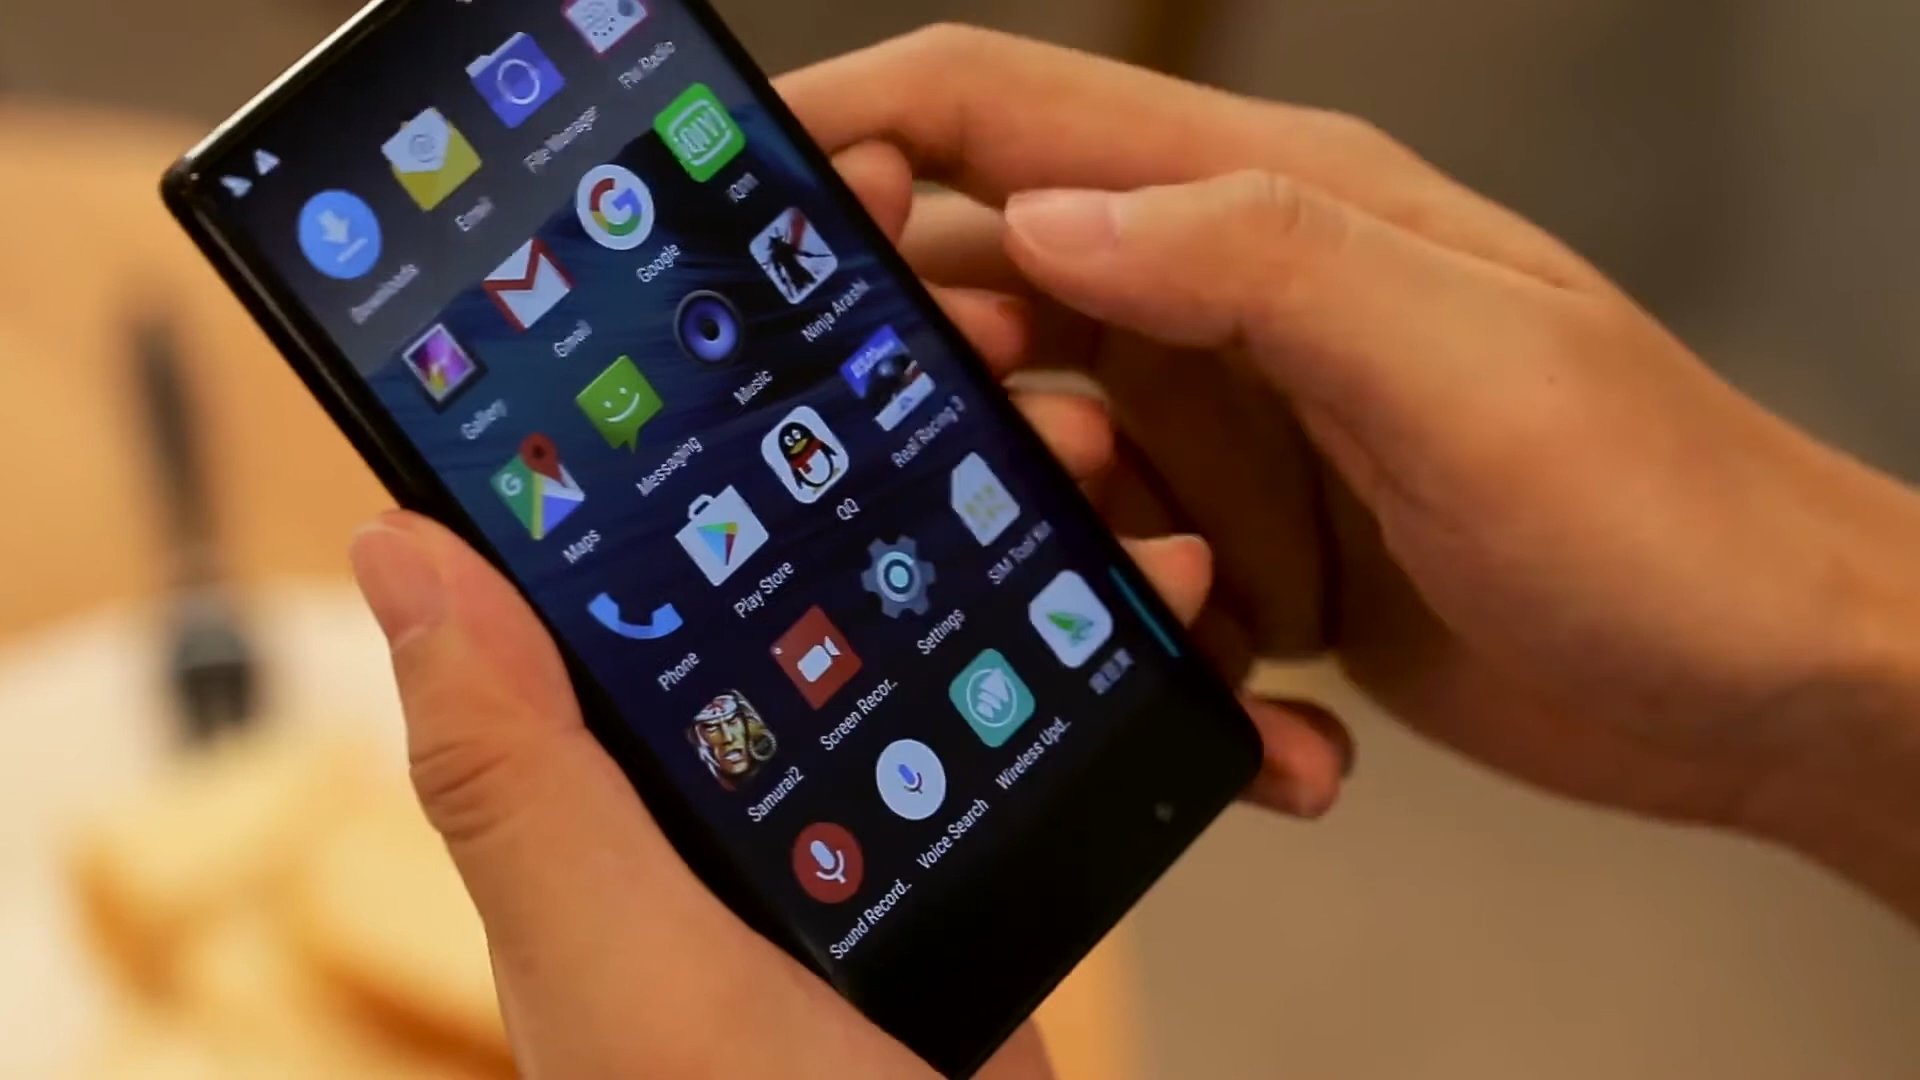 FM Radio
File Manager
Email
Downloads
iQIYI
iQIYI
Google
Gmail
Gallery
Ninja Arashi
Music
Messaging
G
Maps
Real Racing 3
QQ
Play Store
Phone
SIM Tool Kit
Settings
Screen Recor..
Samurai2
Wireless Upd..
Voice Search
Sound Record..